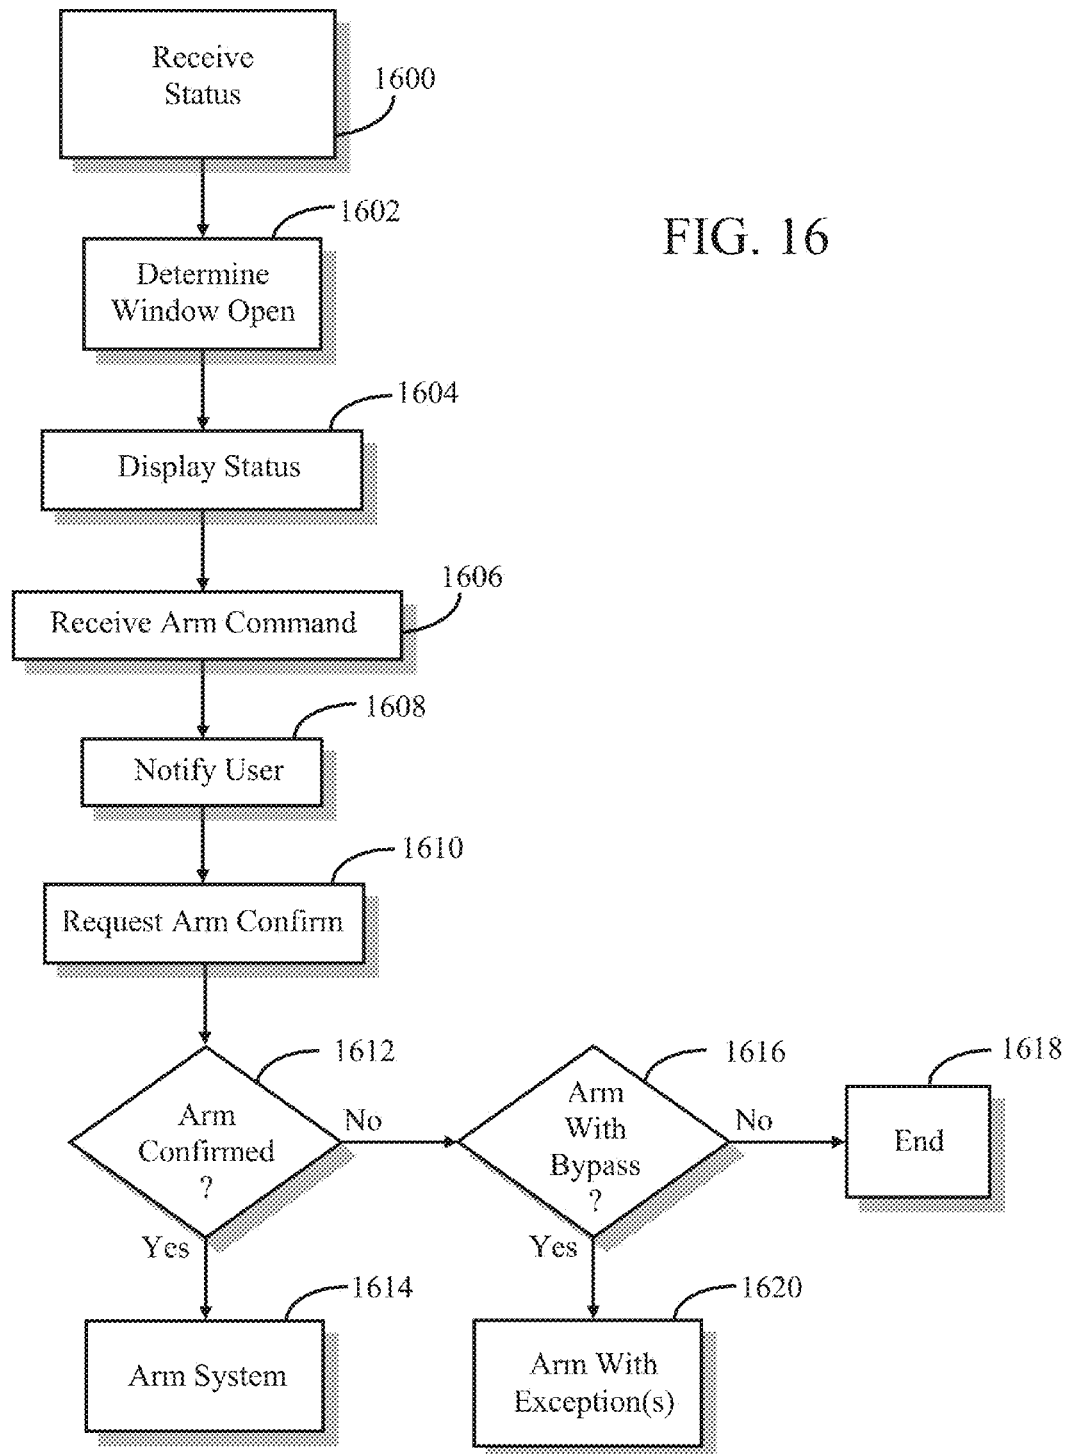 Receive
Status
1600
1602
FIG. 16
Determine
Window Open
1604
Display Status
1606
Receive Arm Command
1608
Notify User
1610
Request Arm Confirm
1612
1616
1618
Arm
Confirmed
?
No
Arm
With
Bypass
?
No
End
Yes
Yes
1614
1620
Arm System
Arm With
Exception(s)